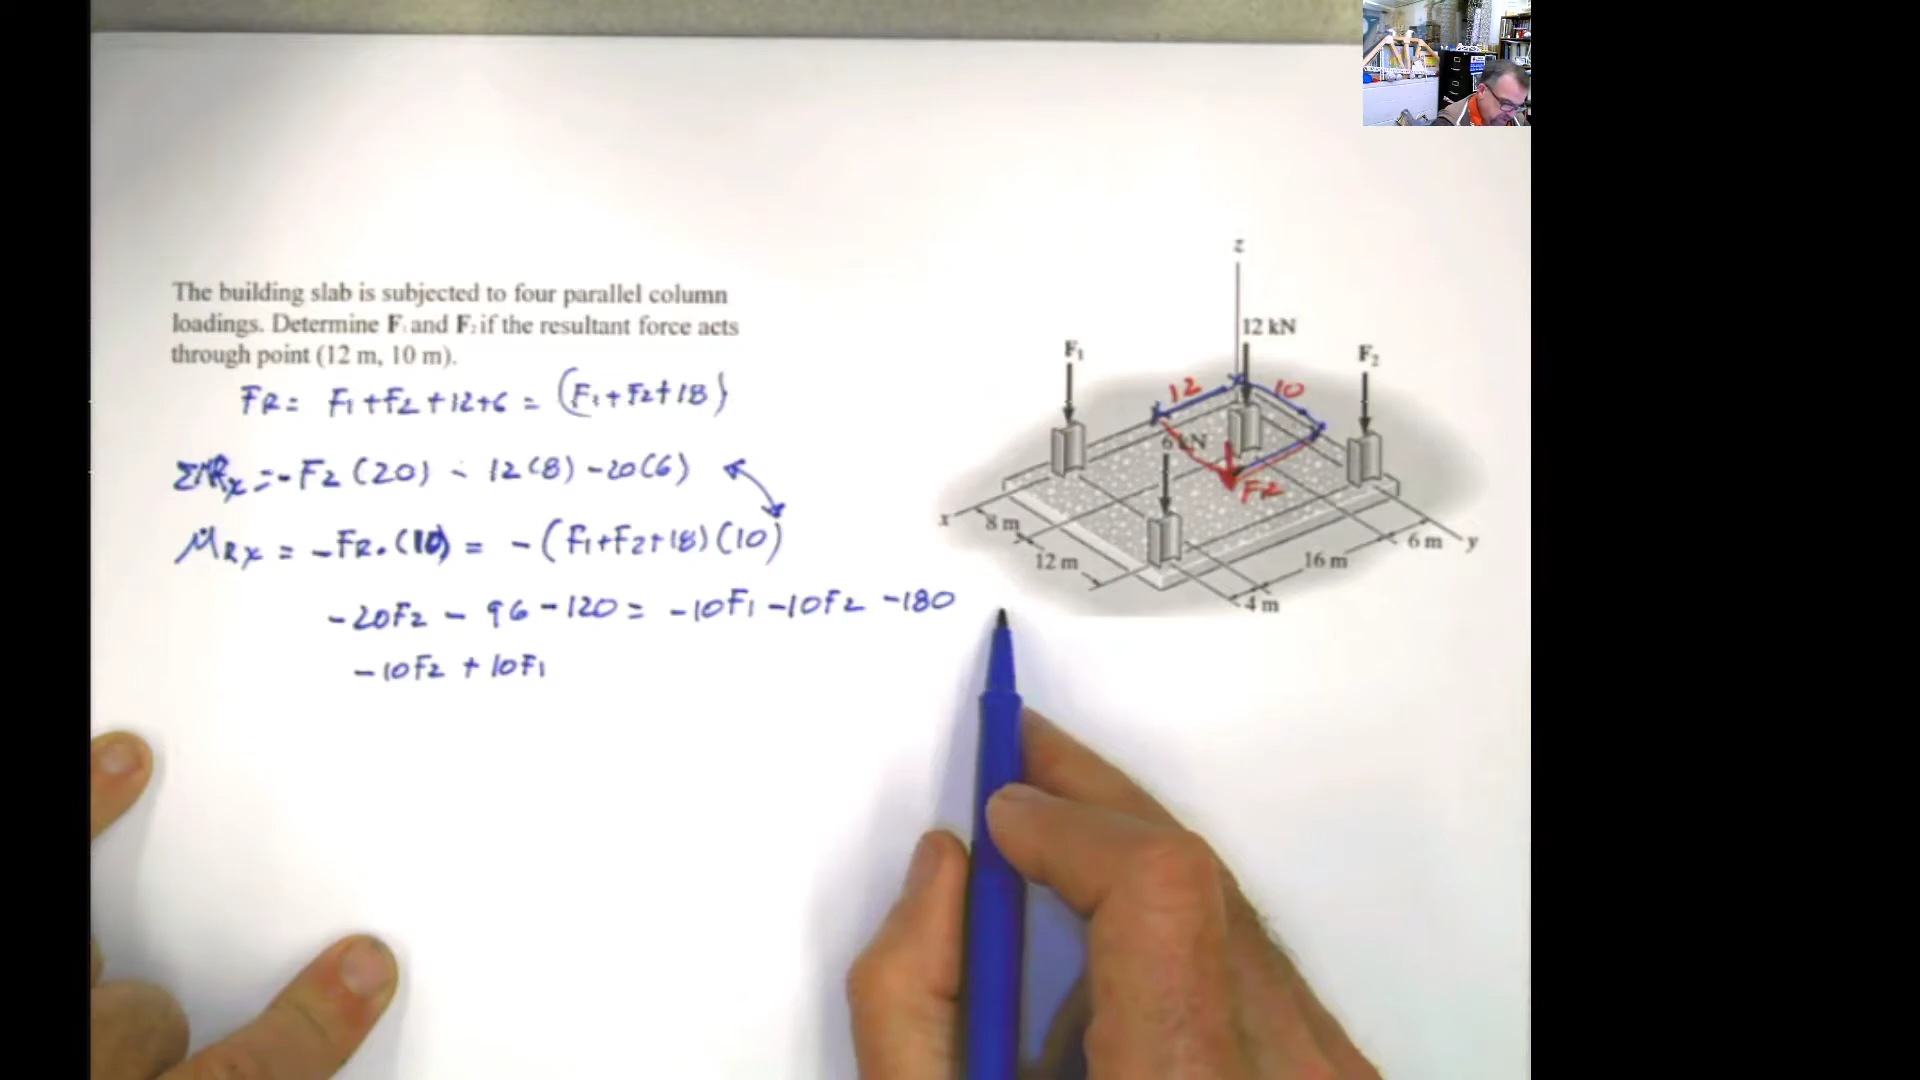 The building slab is subjected to four parallel column
loadings. Determine F₁ and F₂ if the resultant force acts
through point (12 m, 10 m).
FR = F1+F2+12+6 = (F1+F2+18)
ΣMRx = -F2(20) - 12(8) -20(6)
MRx = -FR.(10) = -(F1+F2+18)(10)
-20F2 - 96 -120 = -10F1 -10F2 -180
-10F2 + 10F1
z
12 kN
F₁
F₂
12
10
6 kN
FR
x
8 m
12 m
16 m
6 m
y
4 m